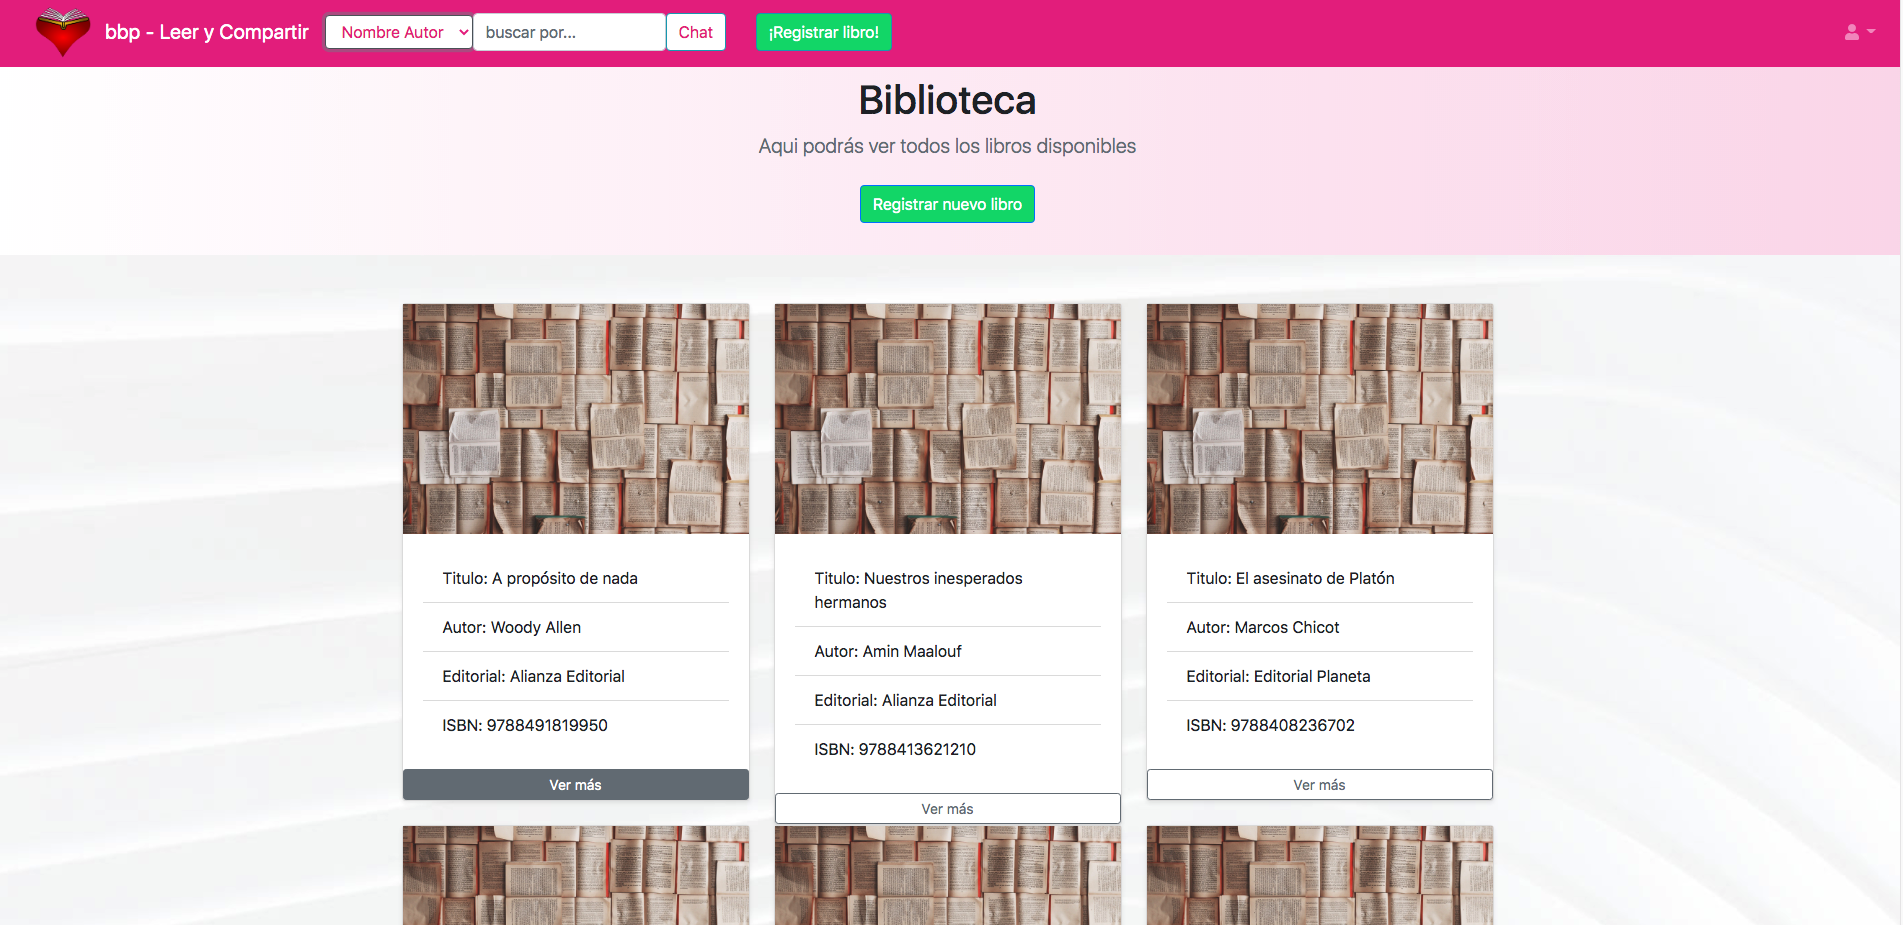 bbp - Leer y Compartir
Nombre Autor
buscar por...
Chat
¡Registrar libro!
Biblioteca
Aqui podrás ver todos los libros disponibles
Registrar nuevo libro
Titulo: A propósito de nada
Autor: Woody Allen
Editorial: Alianza Editorial
ISBN: 9788491819950
Ver más
Titulo: Nuestros inesperados
hermanos
Autor: Amin Maalouf
Editorial: Alianza Editorial
ISBN: 9788413621210
Ver más
Titulo: El asesinato de Platón
Autor: Marcos Chicot
Editorial: Editorial Planeta
ISBN: 9788408236702
Ver más